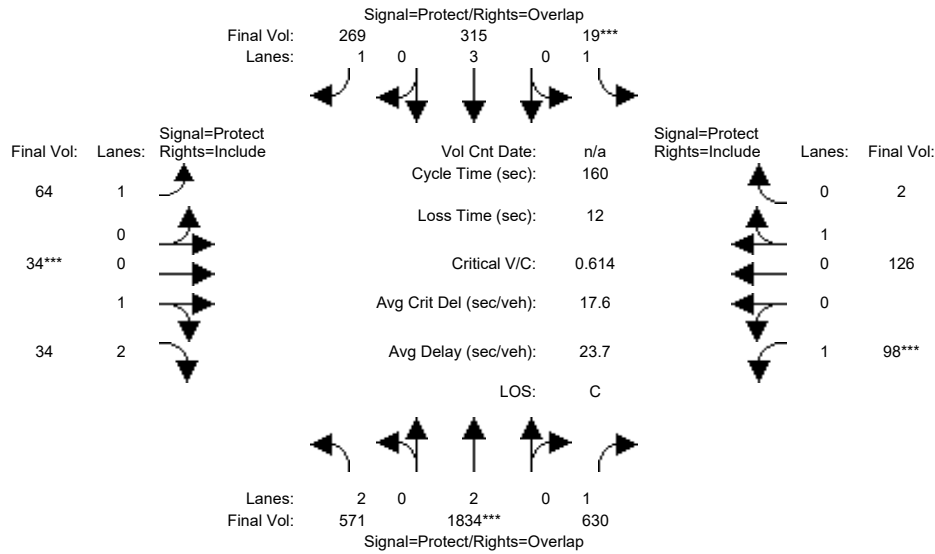 Signal=Protect/Rights=Overlap
Final Vol: 269 315 19***
Lanes: 1 0 3 0 1
Signal=Protect
Final Vol: Lanes: Rights=Include
Vol Cnt Date: n/a
Signal=Protect
Rights=Include Lanes: Final Vol:
Cycle Time (sec): 160
64 1
0 2
Loss Time (sec): 12
0
1
34*** 0
Critical V/C: 0.614
0 126
1
Avg Crit Del (sec/veh): 17.6
0
34 2
Avg Delay (sec/veh): 23.7
1 98***
LOS: C
Lanes: 2 0 2 0 1
Final Vol: 571 1834*** 630
Signal=Protect/Rights=Overlap